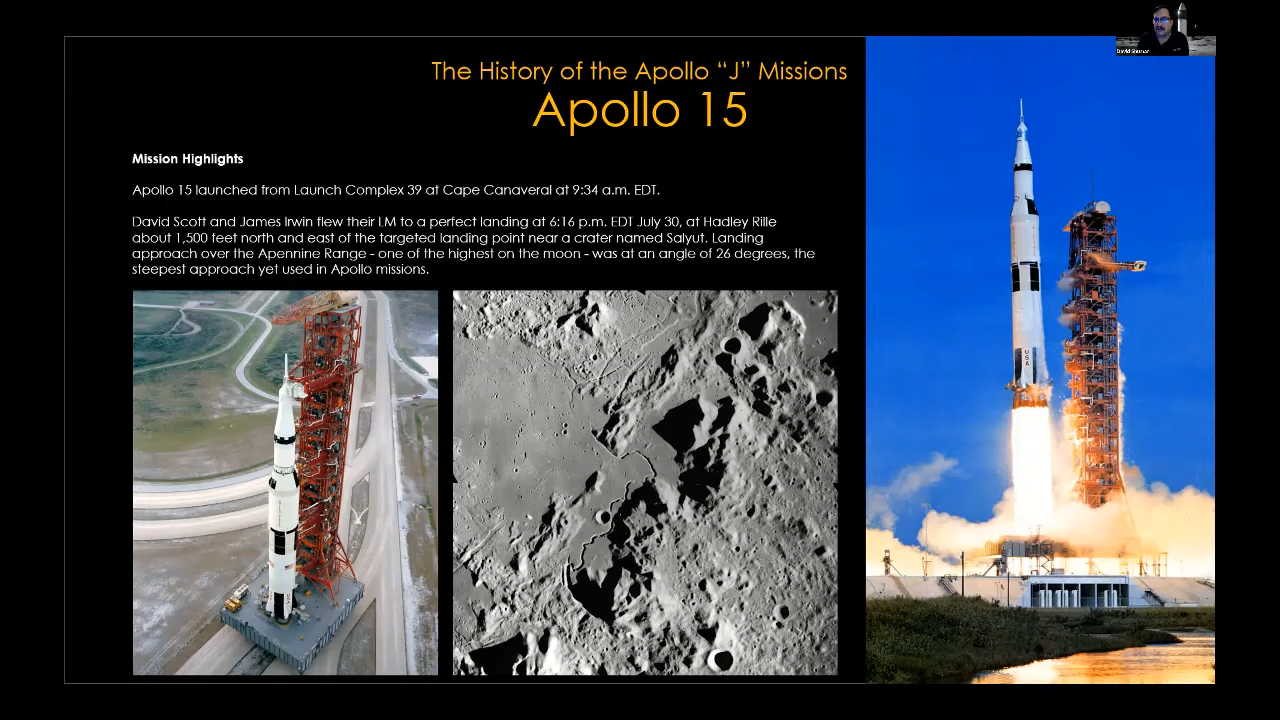 The History of the Apollo “J” Missions
Apollo 15
Mission Highlights
Apollo 15 launched from Launch Complex 39 at Cape Canaveral at 9:34 a.m. EDT.
David Scott and James Irwin flew their LM to a perfect landing at 6:16 p.m. EDT July 30, at Hadley Rille
about 1,500 feet north and east of the targeted landing point near a crater named Salyut. Landing
approach over the Apennine Range - one of the highest on the moon - was at an angle of 26 degrees, the
steepest approach yet used in Apollo missions.
USA
David